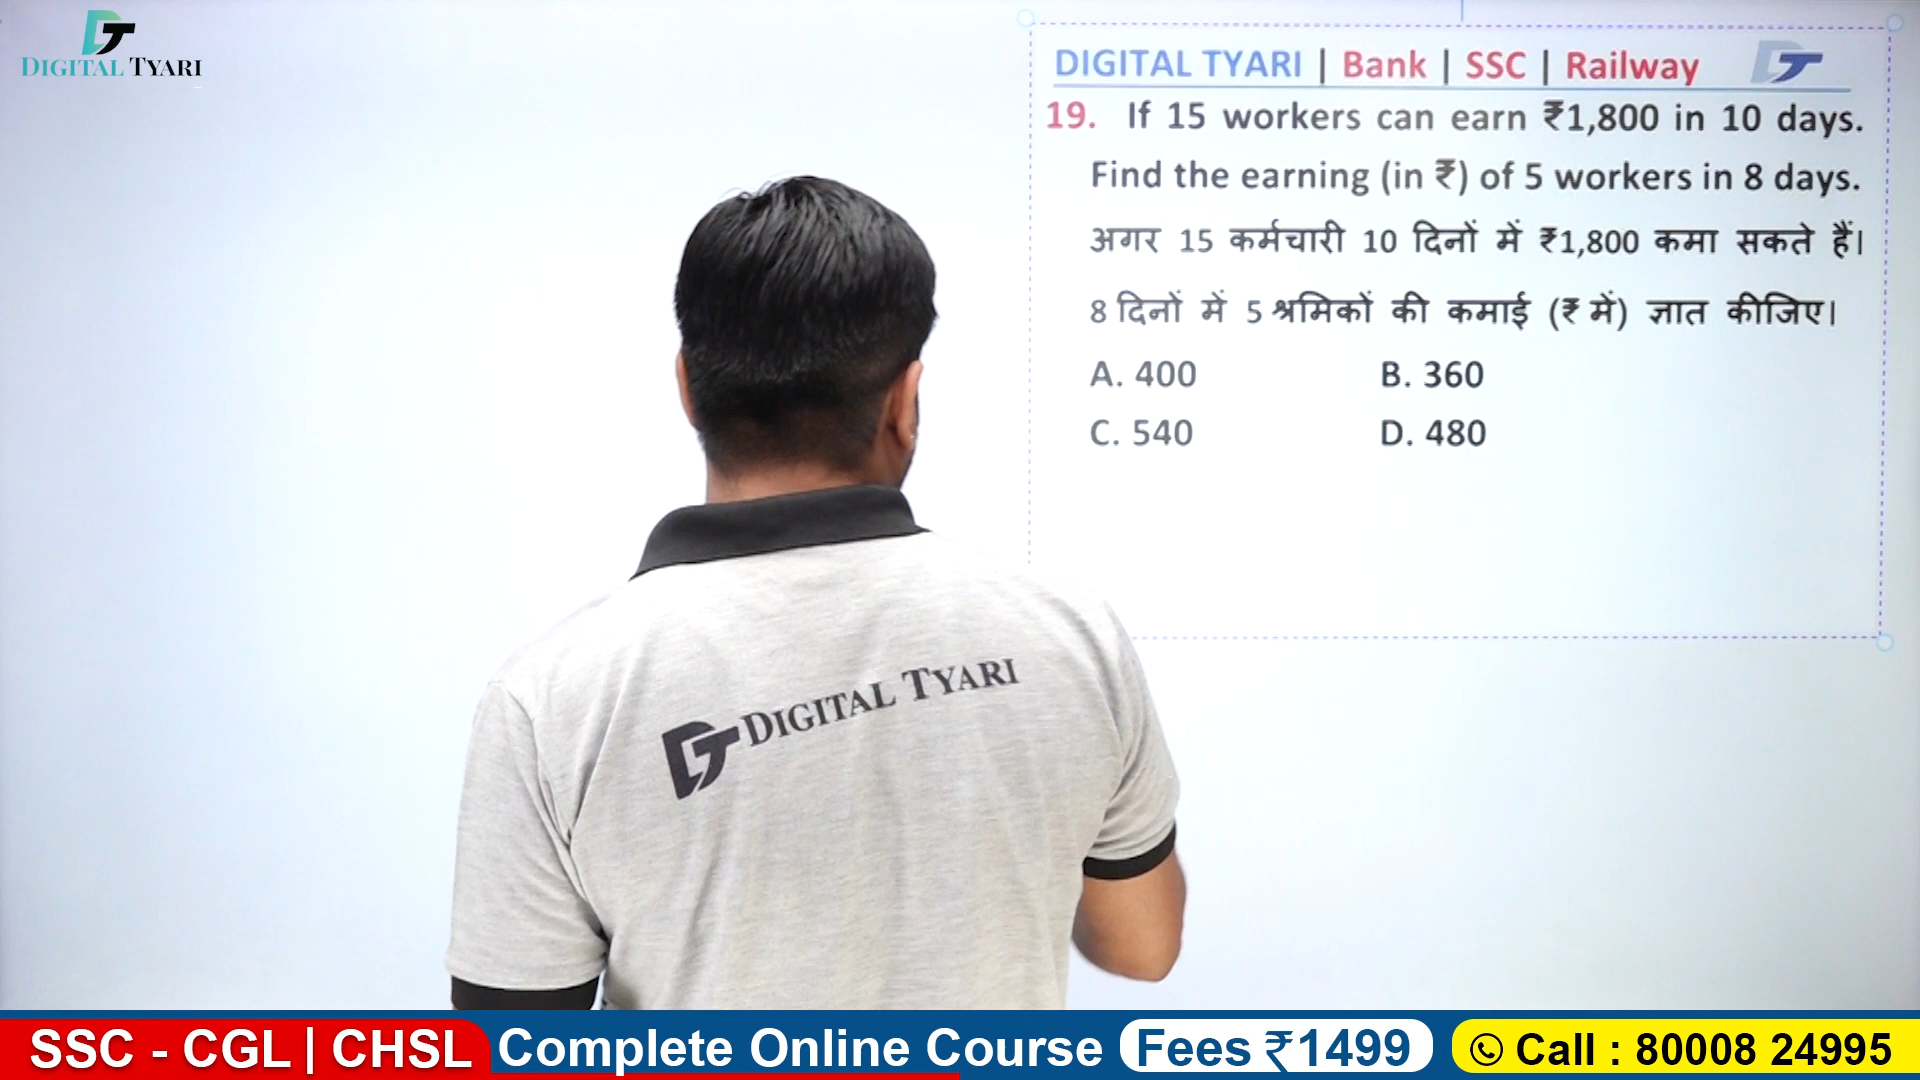 DIGITAL TYARI
DIGITAL TYARI | Bank | SSC | Railway
19. If 15 workers can earn ₹1,800 in 10 days.
Find the earning (in ₹) of 5 workers in 8 days.
अगर 15 कर्मचारी 10 दिनों में ₹1,800 कमा सकते हैं।
8 दिनों में 5 श्रमिकों की कमाई (₹ में) ज्ञात कीजिए।
A. 400 B. 360
C. 540 D. 480
DIGITAL TYARI
SSC - CGL | CHSL Complete Online Course Fees ₹1499 Call : 80008 24995